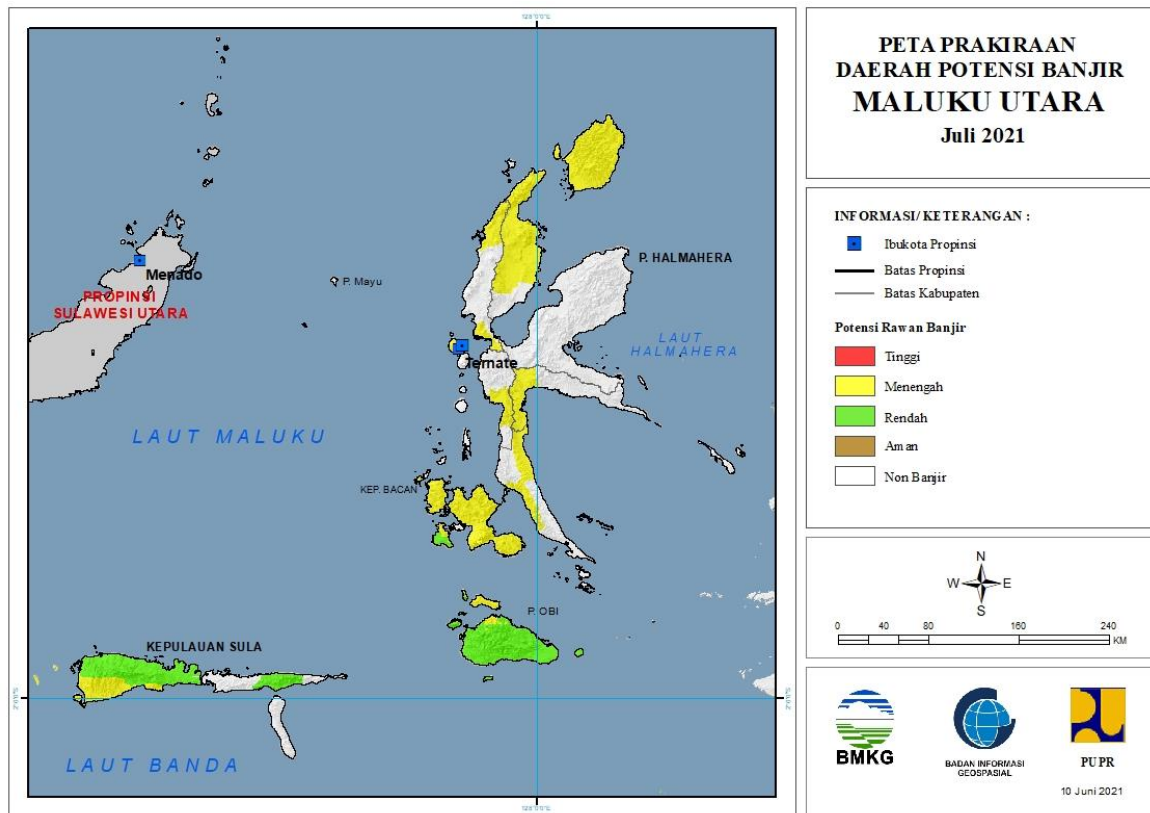 PETA PRAKIRAAN
DAERAH POTENSI BANJIR
MALUKU UTARA
Juli 2021
INFORMASI/ KETERANGAN :
Ibukota Propinsi
Batas Propinsi
Batas Kabupaten
Potensi Rawan Banjir
Tinggi
Menengah
Rendah
Aman
Non Banjir
N
W E
S
0 40 80 160 240
KM
BMKG
BADAN INFORMASI
GEOSPASIAL
PUPR
10 Juni 2021
Menado
PROPINSI
SULAWESI UTARA
P. Mayu
P. HALMAHERA
LAUT
HALMAHERA
Ternate
LAUT MALUKU
KEP. BACAN
P. OBI
KEPULAUAN SULA
LAUT BANDA